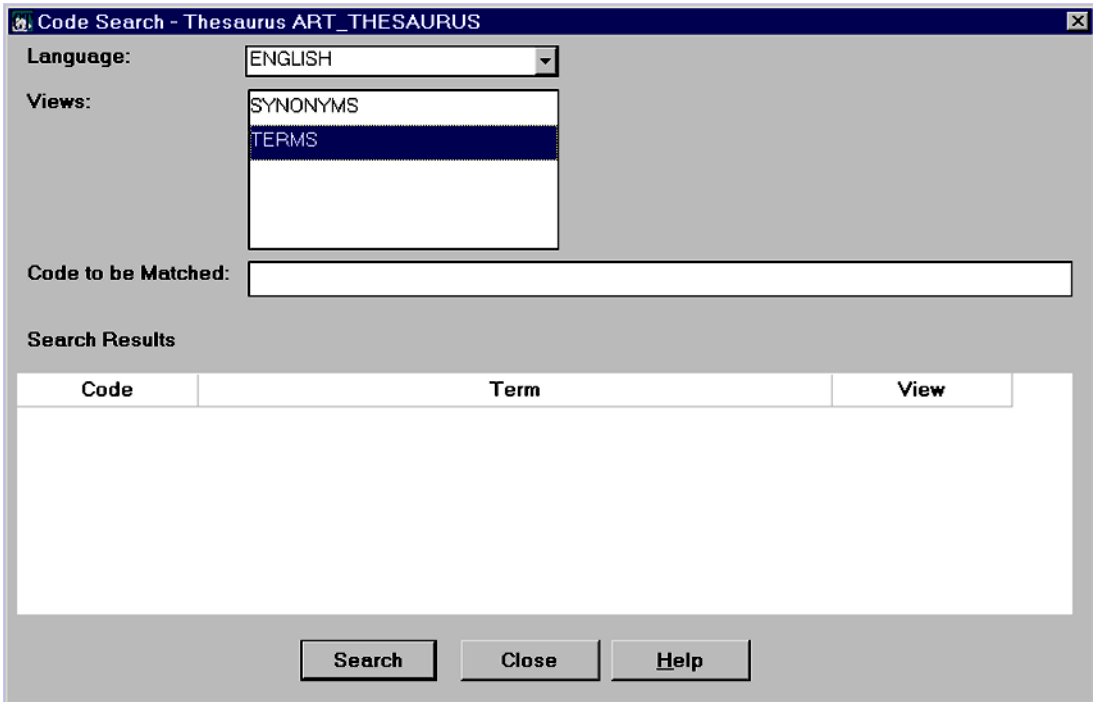 Code Search - Thesaurus ART_THESAURUS
Language: ENGLISH
Views: SYNONYMS
TERMS
Code to be Matched:
Search Results
Code Term View
Search Close Help